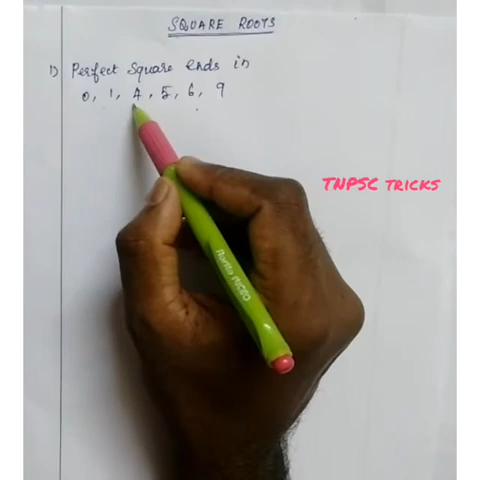 SQUARE ROOTS
1) Perfect Square ends in
0, 1, 4, 5, 6, 9
TNPSC TRICKS